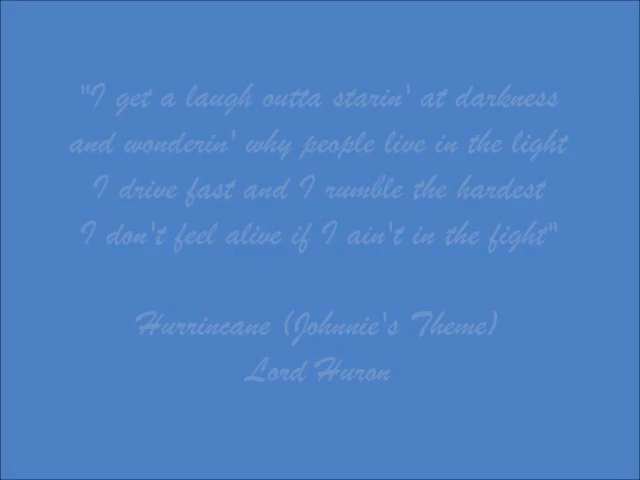 "I get a laugh outta starin' at darkness
and wonderin' why people live in the light
I drive fast and I rumble the hardest
I don't feel alive if I ain't in the fight"
Hurrincane (Johnnie's Theme)
Lord Huron